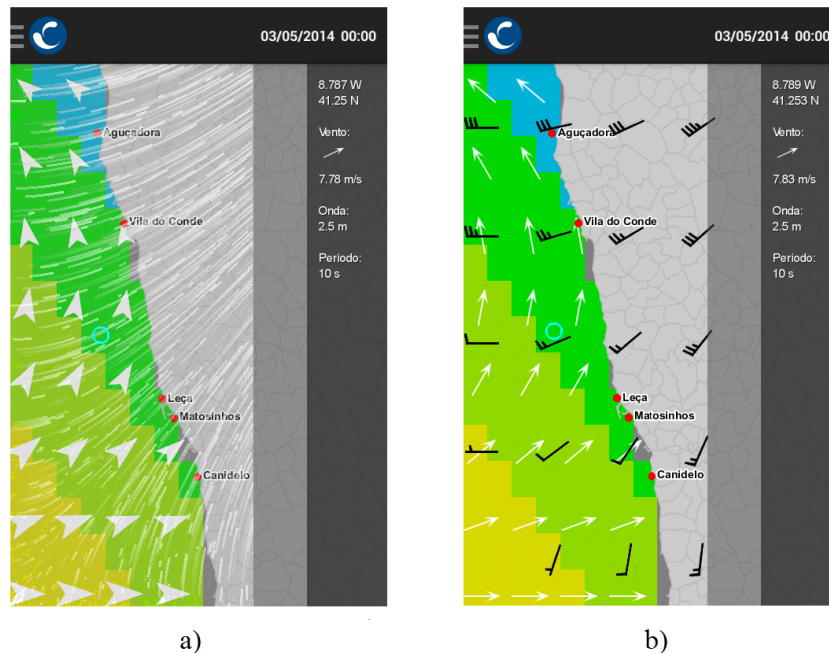 03/05/2014 00:00
8.787 W
41.25 N
Vento:
7.78 m/s
Onda:
2.5 m
Periodo:
10 s
Aguçadora
Vila do Conde
Leça
Matosinhos
Canidelo
a)
03/05/2014 00:00
8.789 W
41.253 N
Vento:
7.83 m/s
Onda:
2.5 m
Periodo:
10 s
Aguçadora
Vila do Conde
Leça
Matosinhos
Canidelo
b)